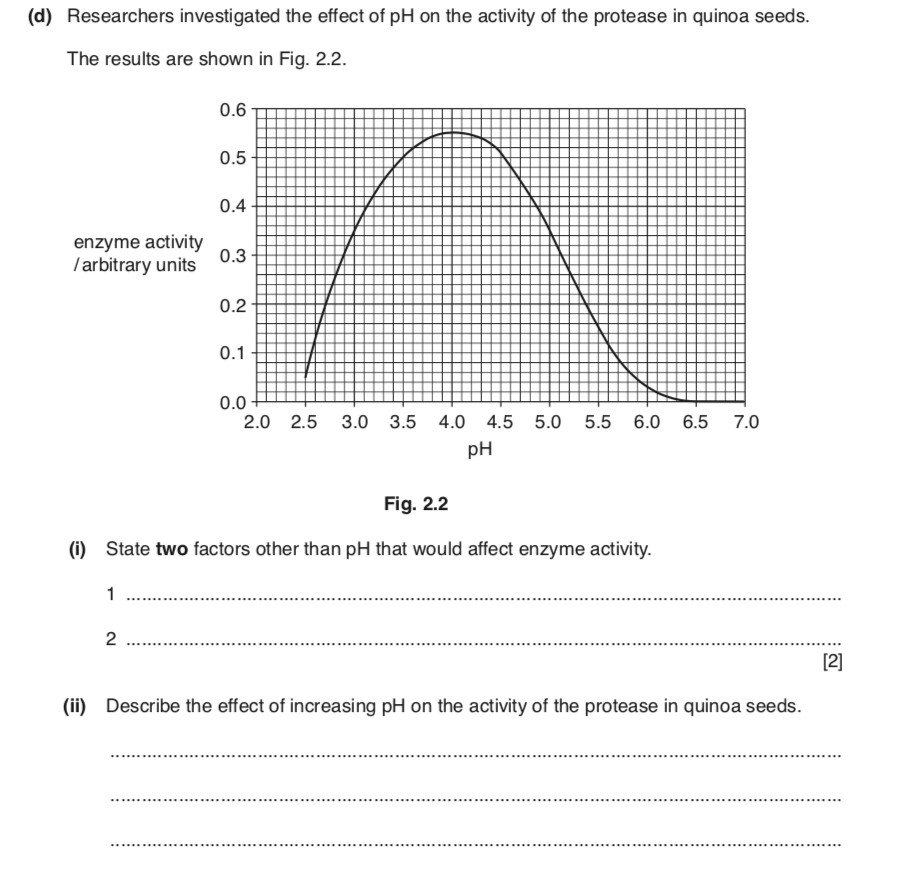 (d) Researchers investigated the effect of pH on the activity of the protease in quinoa seeds.
The results are shown in Fig. 2.2.
0.6
0.5
0.4
enzyme activity
/ arbitrary units
0.3
0.2
0.1
0.0
2.0 2.5 3.0 3.5 4.0 4.5 5.0 5.5 6.0 6.5 7.0
pH
Fig. 2.2
(i) State two factors other than pH that would affect enzyme activity.
1 ....................................................................................................
2 ....................................................................................................
[2]
(ii) Describe the effect of increasing pH on the activity of the protease in quinoa seeds.
....................................................................................................
....................................................................................................
....................................................................................................